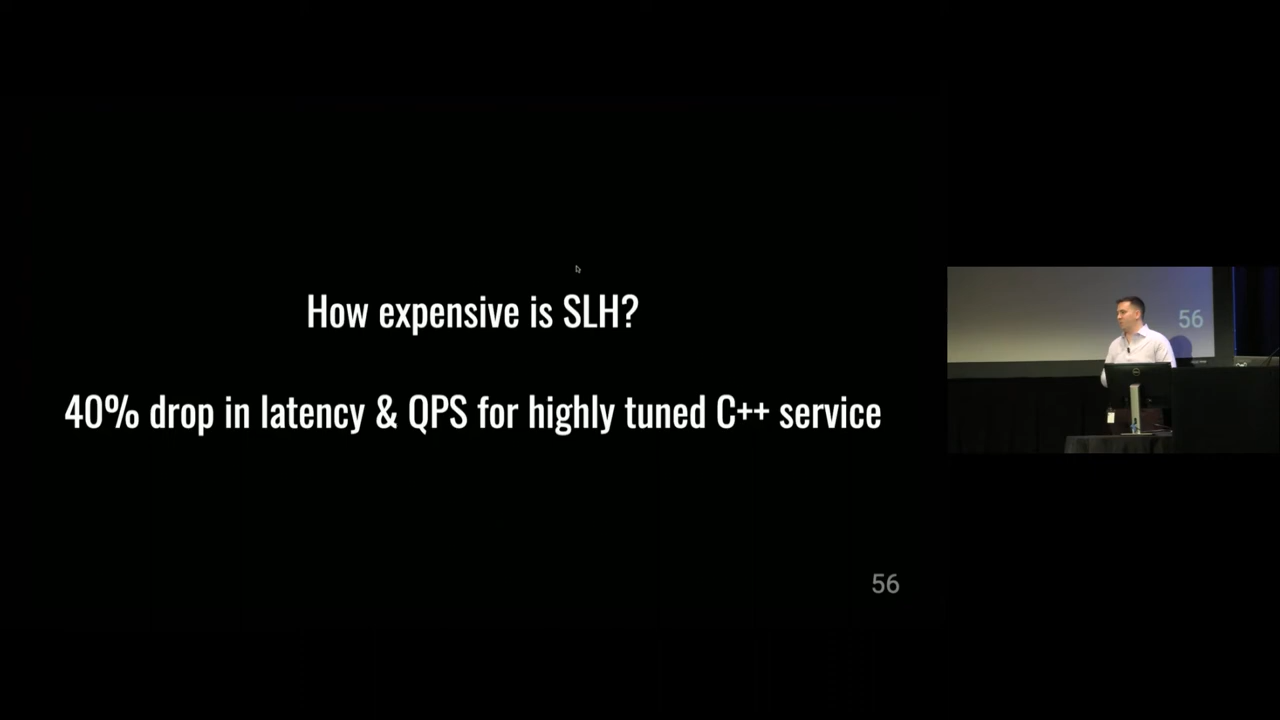 How expensive is SLH?
40% drop in latency & QPS for highly tuned C++ service
56
56